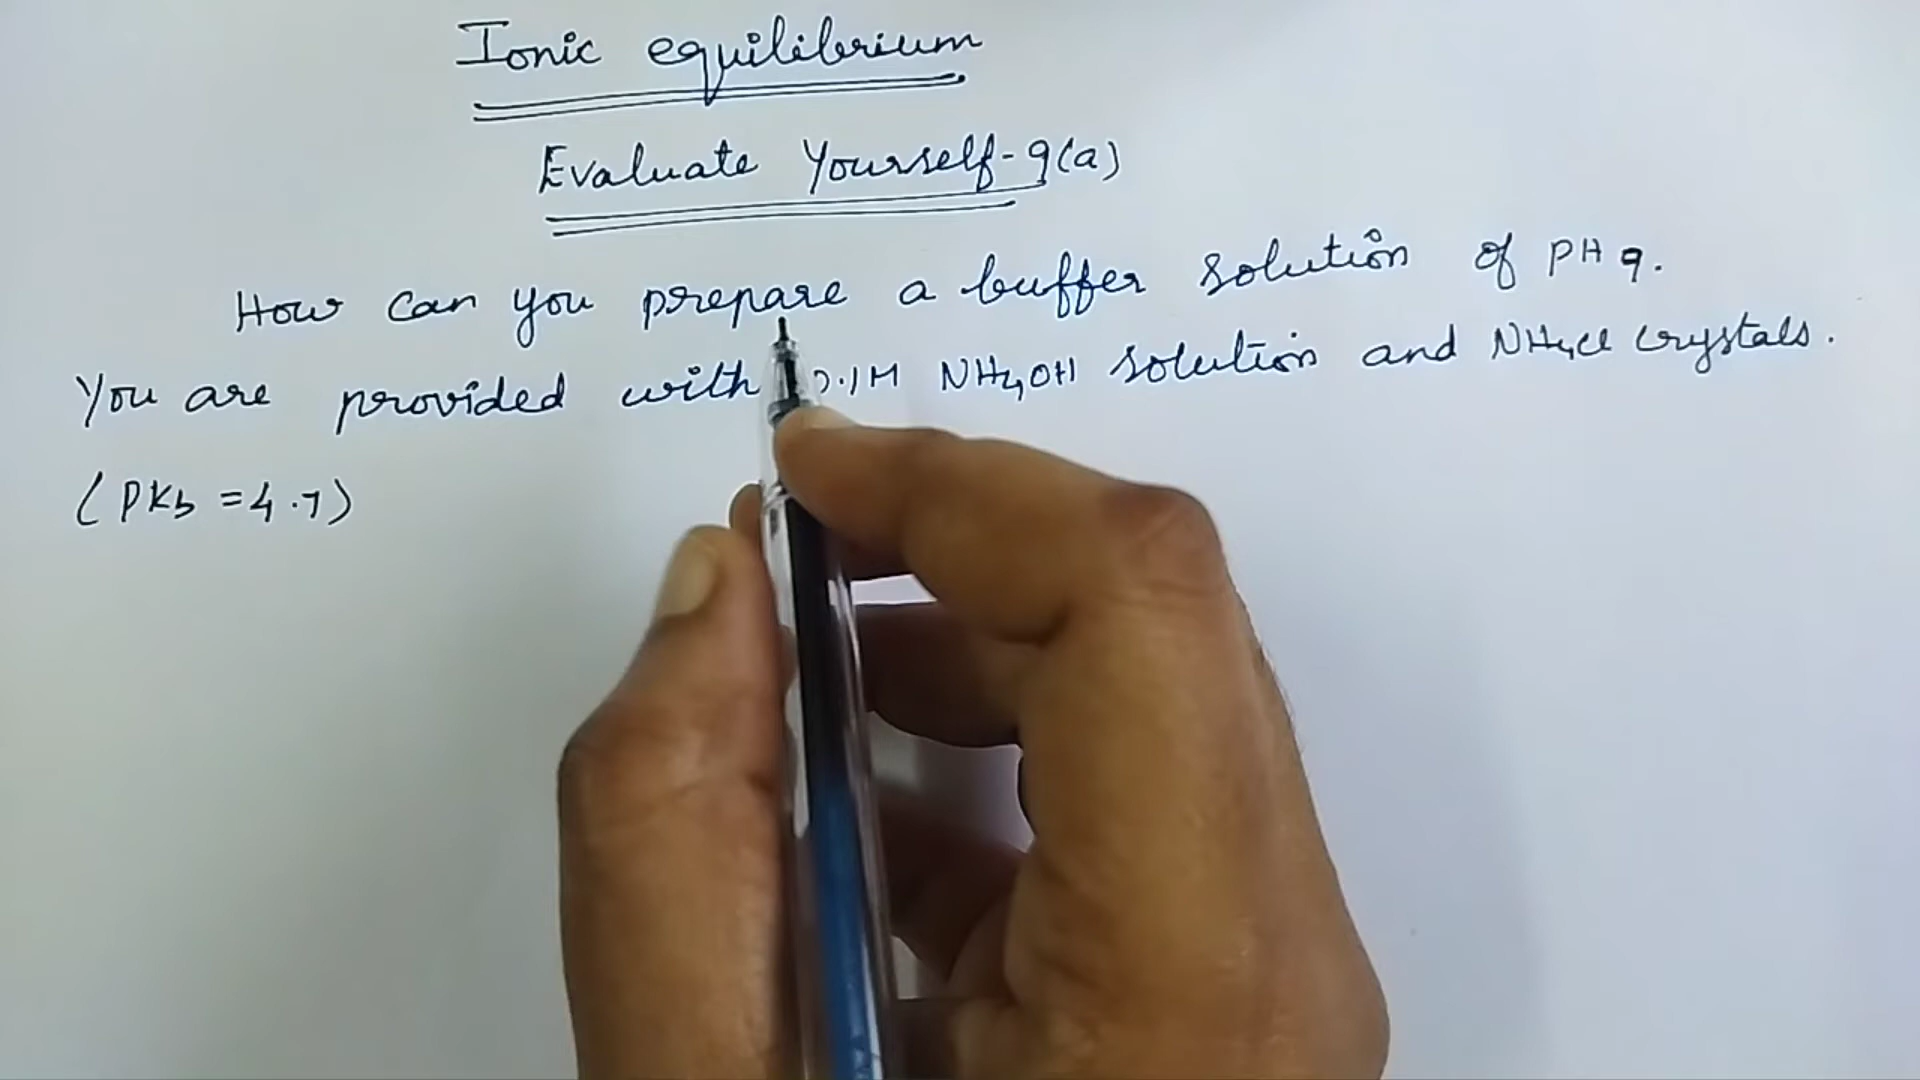 Ionic equilibrium
Evaluate Yourself-9(a)
How can you prepare a buffer solution of PH 9.
You are provided with 0.1M NH4OH solution and NH4Cl crystals.
(PKb = 4.7)